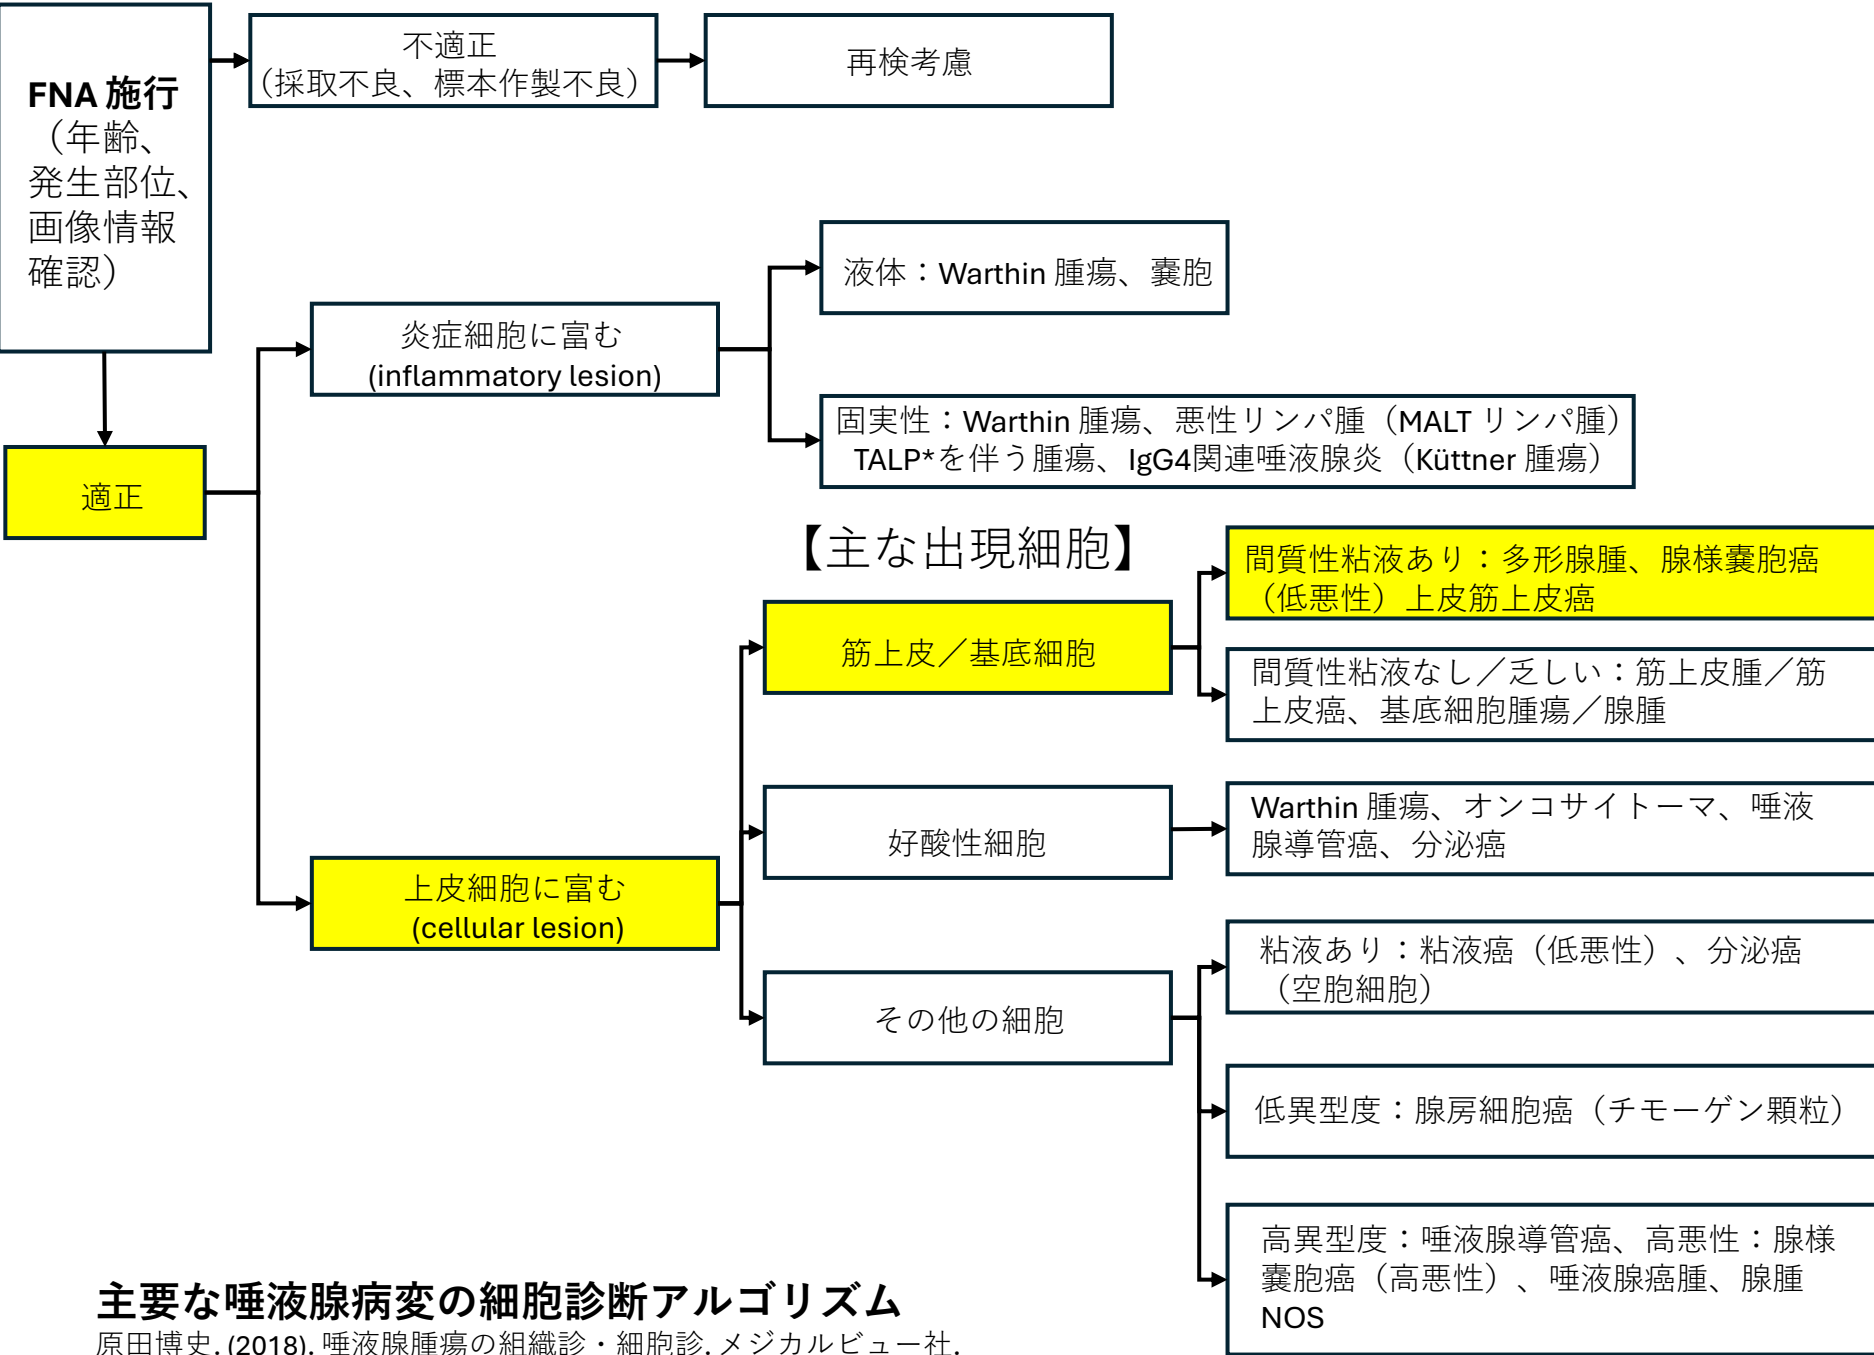 FNA 施行
（年齢、
発生部位、
画像情報
確認）
不適正
（採取不良、標本作製不良）
再検考慮
適正
炎症細胞に富む
(inflammatory lesion)
液体：Warthin 腫瘍、嚢胞
固実性：Warthin 腫瘍、悪性リンパ腫（MALT リンパ腫）
TALP*を伴う腫瘍、IgG4関連唾液腺炎（Küttner 腫瘍）
【主な出現細胞】
上皮細胞に富む
(cellular lesion)
筋上皮／基底細胞
間質性粘液あり：多形腺腫、腺様嚢胞癌
（低悪性）上皮筋上皮癌
間質性粘液なし／乏しい：筋上皮腫／筋
上皮癌、基底細胞腫瘍／腺腫
好酸性細胞
Warthin 腫瘍、オンコサイトーマ、唾液
腺導管癌、分泌癌
その他の細胞
粘液あり：粘液癌（低悪性）、分泌癌
（空胞細胞）
低異型度：腺房細胞癌（チモーゲン顆粒）
高異型度：唾液腺導管癌、高悪性：腺様
嚢胞癌（高悪性）、唾液腺癌腫、腺腫
NOS
主要な唾液腺病変の細胞診断アルゴリズム
原田博史. (2018). 唾液腺腫瘍の組織診・細胞診. メジカルビュー社.